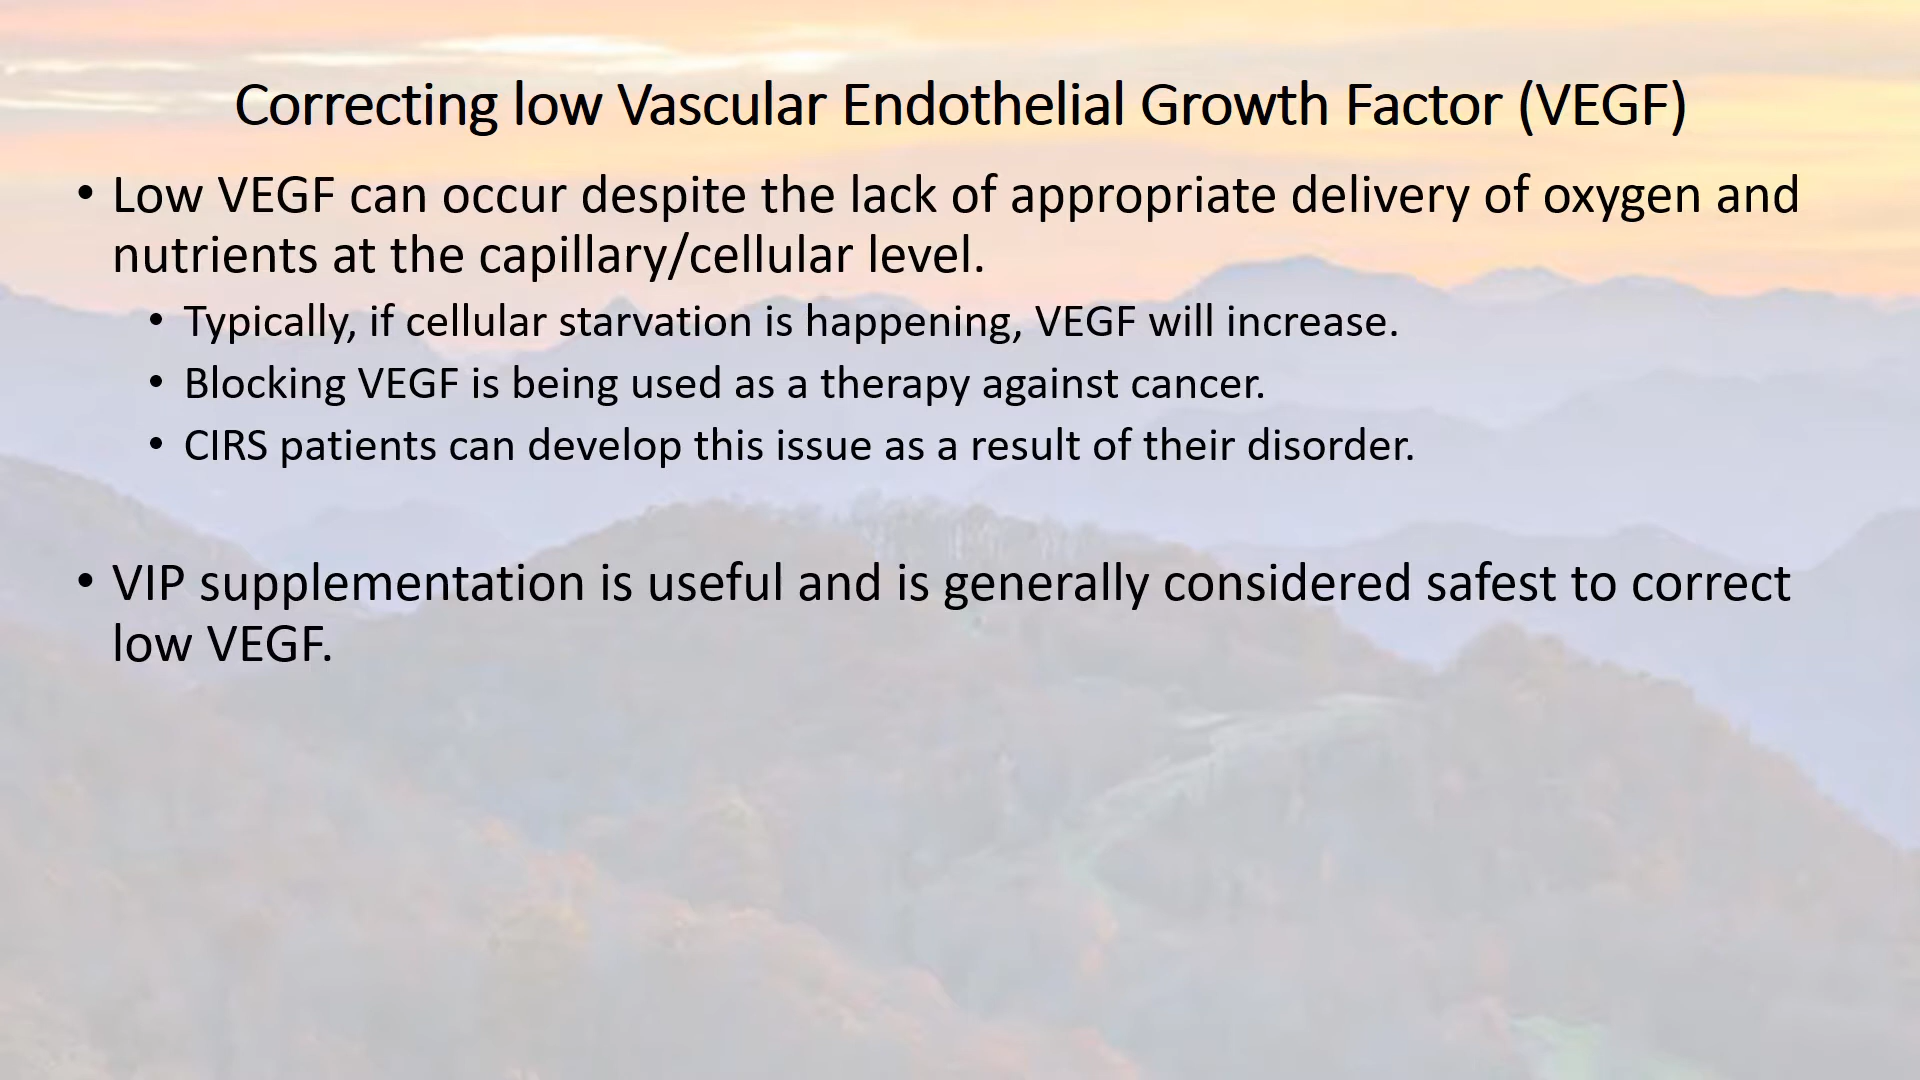 Correcting low Vascular Endothelial Growth Factor (VEGF)
• Low VEGF can occur despite the lack of appropriate delivery of oxygen and
nutrients at the capillary/cellular level.
• Typically, if cellular starvation is happening, VEGF will increase.
• Blocking VEGF is being used as a therapy against cancer.
• CIRS patients can develop this issue as a result of their disorder.
• VIP supplementation is useful and is generally considered safest to correct
low VEGF.